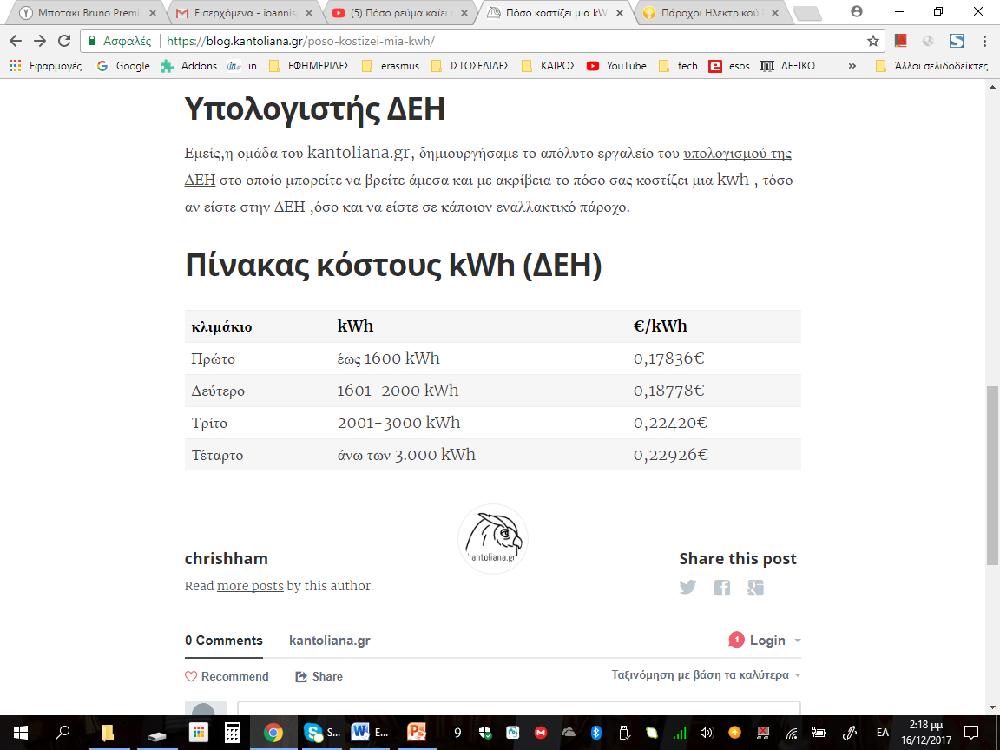 Μποτάκι Bruno Premi
Εισερχόμενα - ioannis
(5) Πόσο ρεύμα καίει
Πόσο κοστίζει μια kW
Πάροχοι Ηλεκτρικού
Ασφαλές
https://blog.kantoliana.gr/poso-kostizei-mia-kwh/
Εφαρμογές Google Addons in ΕΦΗΜΕΡΙΔΕΣ erasmus ΙΣΤΟΣΕΛΙΔΕΣ ΚΑΙΡΟΣ YouTube tech esos ΛΕΞΙΚΟ » Άλλοι σελιδοδείκτες
Υπολογιστής ΔΕΗ
Εμείς,η ομάδα του kantoliana.gr, δημιουργήσαμε το απόλυτο εργαλείο του υπολογισμού της
ΔΕΗ στο οποίο μπορείτε να βρείτε άμεσα και με ακρίβεια το πόσο σας κοστίζει μια kwh , τόσο
αν είστε στην ΔΕΗ ,όσο και να είστε σε κάποιον εναλλακτικό πάροχο.
Πίνακας κόστους kWh (ΔΕΗ)
κλιμάκιο kWh €/kWh
Πρώτο έως 1600 kWh 0,17836€
Δεύτερο 1601-2000 kWh 0,18778€
Τρίτο 2001-3000 kWh 0,22420€
Τέταρτο άνω των 3.000 kWh 0,22926€
kantoliana.gr
chrishham
Read more posts by this author.
Share this post
0 Comments kantoliana.gr 1 Login
Recommend Share Ταξινόμηση με βάση τα καλύτερα
S... E... 9 ΕΛ
2:18 μμ
16/12/2017